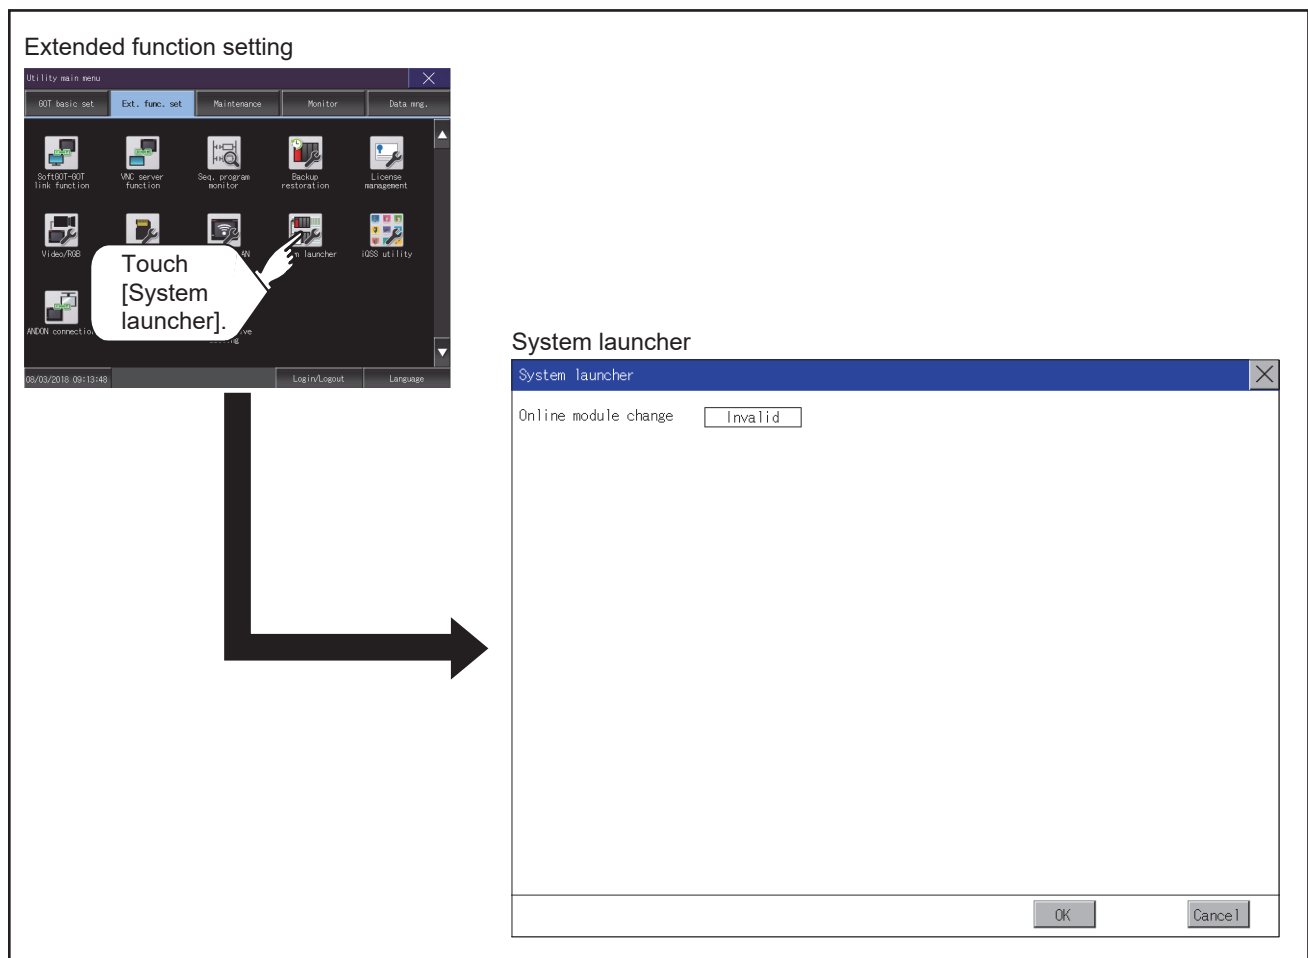 Extended function setting
Utility main menu
GOT basic set
Ext. func. set
Maintenance
Monitor
Data mng.
SoftGOT-GOT
link function
VNC server
function
Seq. program
monitor
Backup
restoration
License
management
Video/RGB
AN
launcher
iQSS utility
Touch
[System
launcher].
ANDON connection
08/03/2018 09:13:48
Login/Logout
Language
System launcher
System launcher
Online module change
Invalid
OK
Cancel